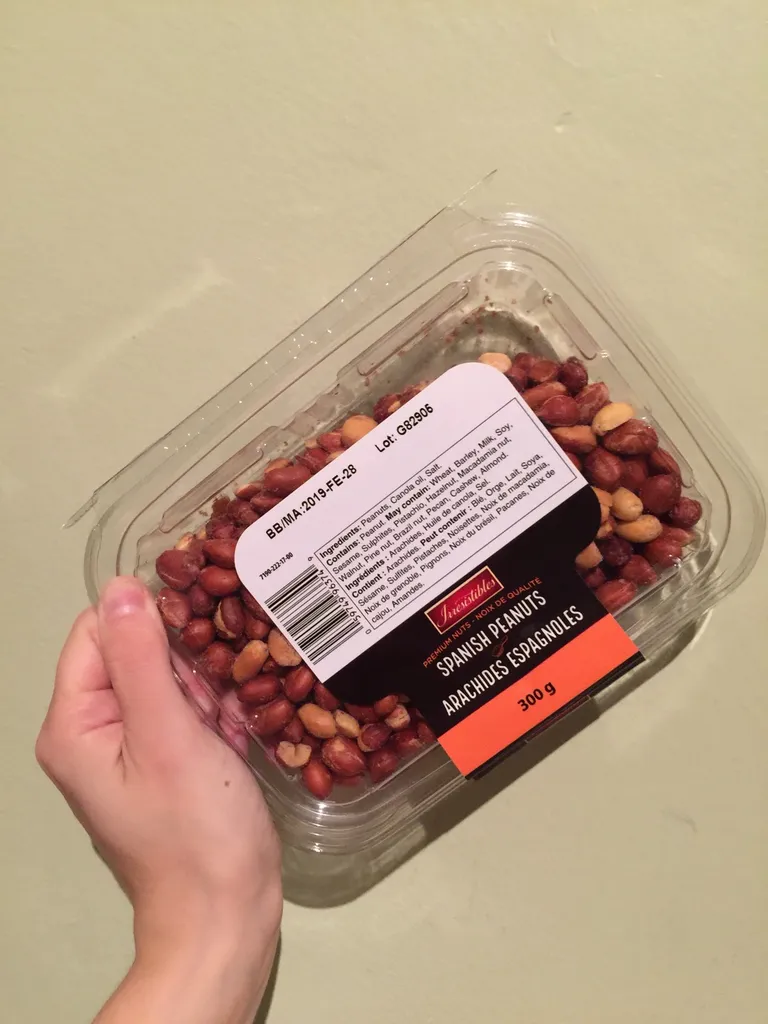 BB/MA:2019-FE-28
Lot: G82906
7199-222-17-00
Ingredients: Peanuts, Canola oil, Salt.
Contains: Peanut. May contain: Wheat, Barley, Milk, Soy,
Sesame, Sulphites, Pistachio, Hazelnut, Macadamia nut,
Walnut, Pine nut, Brazil nut, Pecan, Cashew, Almond.
Ingrédients : Arachides, Huile de canola, Sel.
Contient : Arachides. Peut contenir : Blé, Orge, Lait, Soya,
Sésame, Sulfites, Pistaches, Noisettes, Noix de macadamia,
Noix de grenoble, Pignons, Noix du brésil, Pacanes, Noix de
cajou, Amandes.
Irresistibles
PREMIUM NUTS - NOIX DE QUALITÉ
SPANISH PEANUTS
ARACHIDES ESPAGNOLES
300 g